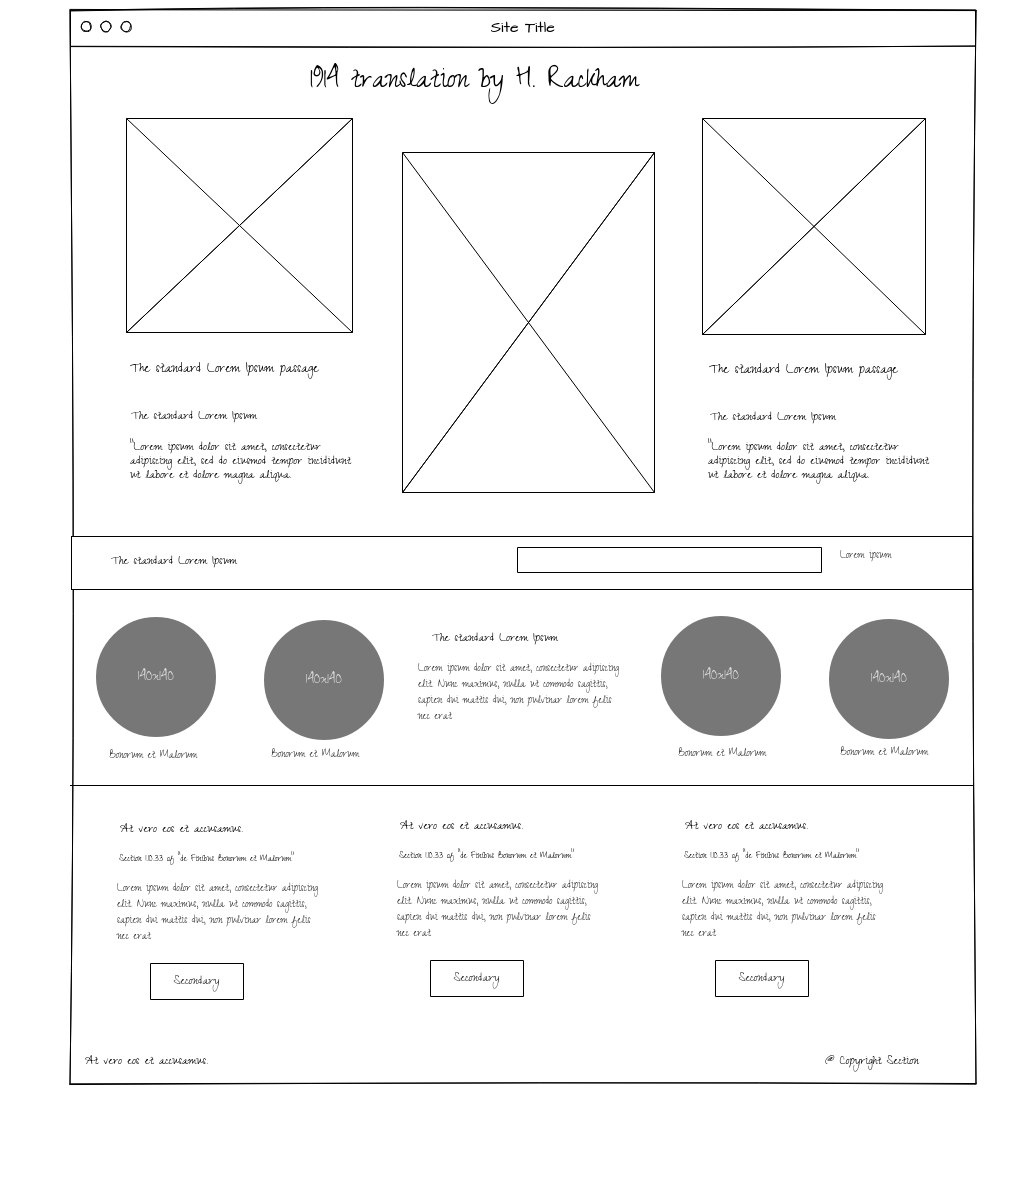 Site Title
1914 translation by H. Rackham
The standard Lorem Ipsum passage
The standard Lorem Ipsum
"Lorem ipsum dolor sit amet, consectetur
adipiscing elit, sed do eiusmod tempor incididunt
ut labore et dolore magna aliqua.
The standard Lorem Ipsum passage
The standard Lorem Ipsum
"Lorem ipsum dolor sit amet, consectetur
adipiscing elit, sed do eiusmod tempor incididunt
ut labore et dolore magna aliqua.
The standard Lorem Ipsum
Lorem ipsum
140x140
Bonorum et Malorum
140x140
Bonorum et Malorum
The standard Lorem Ipsum
Lorem ipsum dolor sit amet, consectetur adipiscing
elit. Nunc maximus, nulla ut commodo sagittis,
sapien dui mattis dui, non pulvinar lorem felis
nec erat
140x140
Bonorum et Malorum
140x140
Bonorum et Malorum
At vero eos et accusamus.
Section 1.10.33 of "de Finibus Bonorum et Malorum"
Lorem ipsum dolor sit amet, consectetur adipiscing
elit. Nunc maximus, nulla ut commodo sagittis,
sapien dui mattis dui, non pulvinar lorem felis
nec erat
Secondary
At vero eos et accusamus.
Section 1.10.33 of "de Finibus Bonorum et Malorum"
Lorem ipsum dolor sit amet, consectetur adipiscing
elit. Nunc maximus, nulla ut commodo sagittis,
sapien dui mattis dui, non pulvinar lorem felis
nec erat
Secondary
At vero eos et accusamus.
Section 1.10.33 of "de Finibus Bonorum et Malorum"
Lorem ipsum dolor sit amet, consectetur adipiscing
elit. Nunc maximus, nulla ut commodo sagittis,
sapien dui mattis dui, non pulvinar lorem felis
nec erat
Secondary
At vero eos et accusamus.
@ Copyright Section